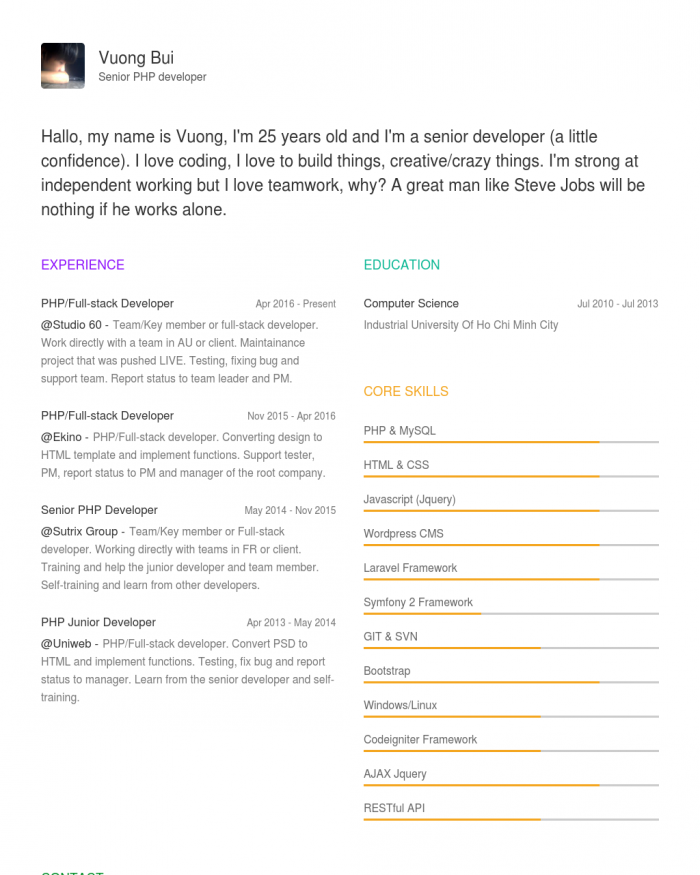 Vuong Bui
Senior PHP developer
Hallo, my name is Vuong, I'm 25 years old and I'm a senior developer (a little
confidence). I love coding, I love to build things, creative/crazy things. I'm strong at
independent working but I love teamwork, why? A great man like Steve Jobs will be
nothing if he works alone.
EXPERIENCE
PHP/Full-stack Developer
Apr 2016 - Present
@Studio 60 - Team/Key member or full-stack developer.
Work directly with a team in AU or client. Maintainance
project that was pushed LIVE. Testing, fixing bug and
support team. Report status to team leader and PM.
PHP/Full-stack Developer
Nov 2015 - Apr 2016
@Ekino - PHP/Full-stack developer. Converting design to
HTML template and implement functions. Support tester,
PM, report status to PM and manager of the root company.
Senior PHP Developer
May 2014 - Nov 2015
@Sutrix Group - Team/Key member or Full-stack
developer. Working directly with teams in FR or client.
Training and help the junior developer and team member.
Self-training and learn from other developers.
PHP Junior Developer
Apr 2013 - May 2014
@Uniweb - PHP/Full-stack developer. Convert PSD to
HTML and implement functions. Testing, fix bug and report
status to manager. Learn from the senior developer and self-
training.
EDUCATION
Computer Science
Jul 2010 - Jul 2013
Industrial University Of Ho Chi Minh City
CORE SKILLS
PHP & MySQL
HTML & CSS
Javascript (Jquery)
Wordpress CMS
Laravel Framework
Symfony 2 Framework
GIT & SVN
Bootstrap
Windows/Linux
Codeigniter Framework
AJAX Jquery
RESTful API
CONTACT